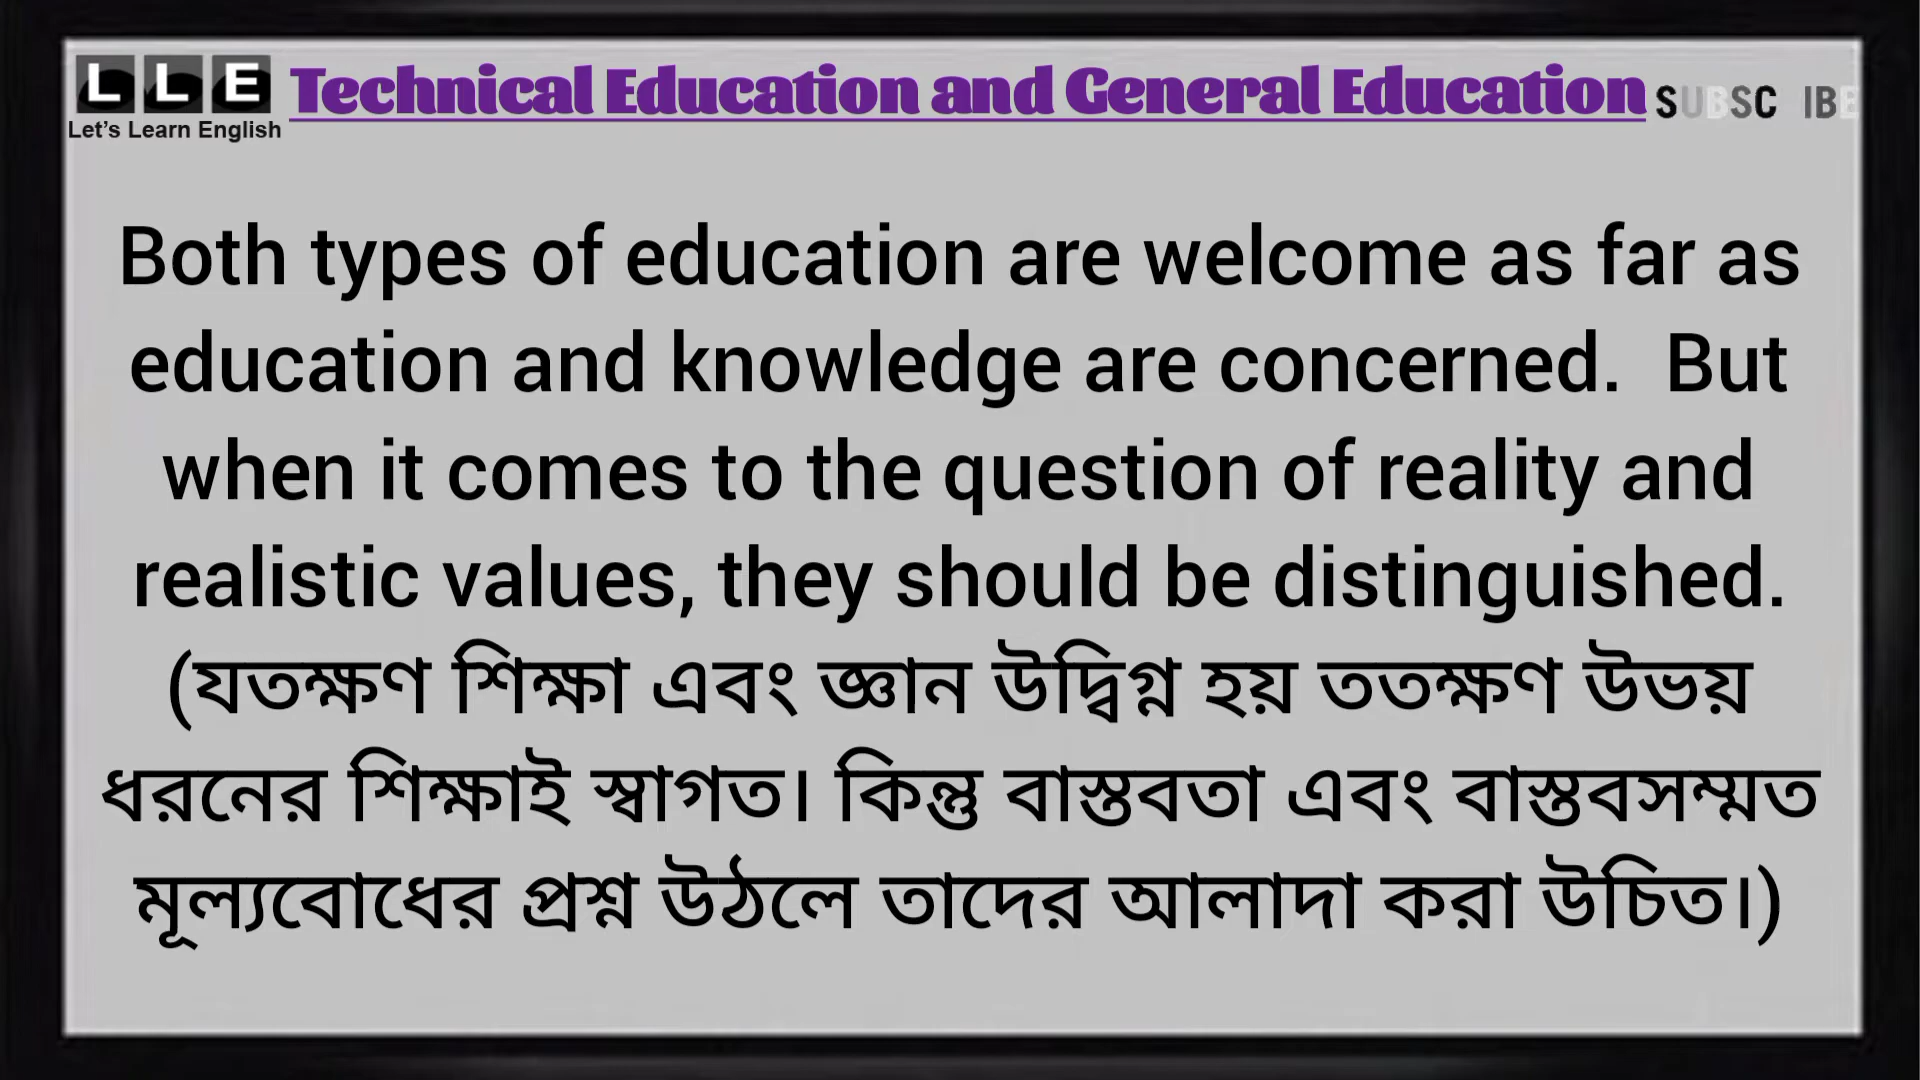 LLE
Let's Learn English
Technical Education and General Education
Both types of education are welcome as far as
education and knowledge are concerned. But
when it comes to the question of reality and
realistic values, they should be distinguished.
(যতক্ষণ শিক্ষা এবং জ্ঞান উদ্বিগ্ন হয় ততক্ষণ উভয়
ধরনের শিক্ষাই স্বাগত। কিন্তু বাস্তবতা এবং বাস্তবসম্মত
মূল্যবোধের প্রশ্ন উঠলে তাদের আলাদা করা উচিত।)